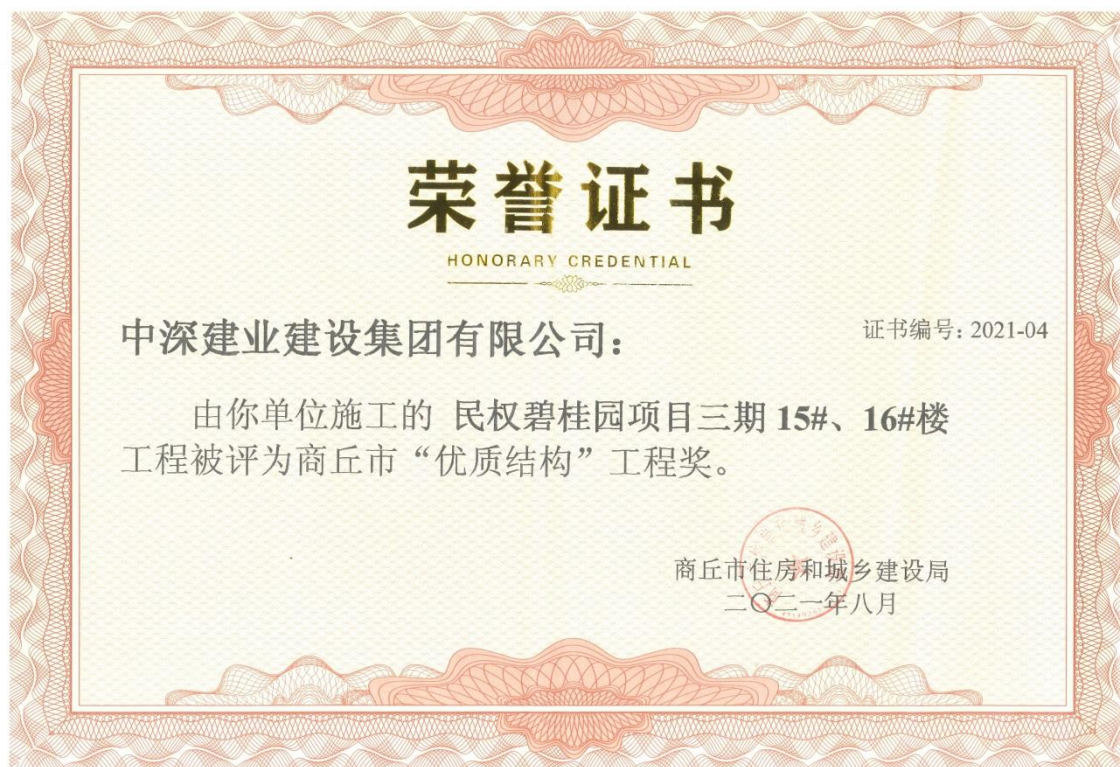 荣誉证书
HONORARY CREDENTIAL
中深建业建设集团有限公司：
证书编号：2021-04
由你单位施工的 民权碧桂园项目三期 15#、16#楼
工程被评为商丘市“优质结构”工程奖。
商丘市住房和城乡建设局
二〇二一年八月